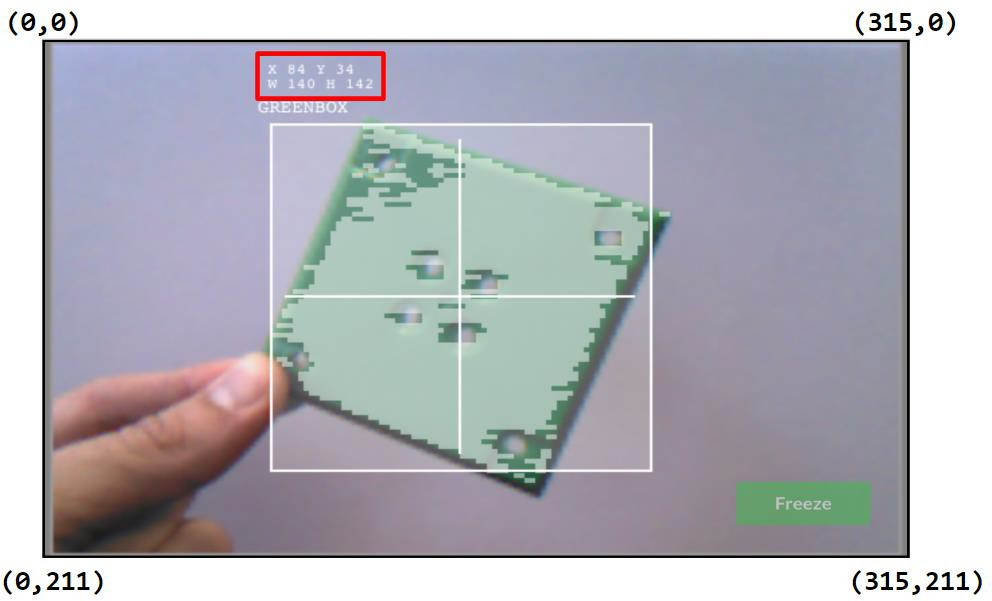 (0,0)
(315,0)
X 84 Y 34
W 140 H 142
GREENBOX
Freeze
(0,211)
(315,211)